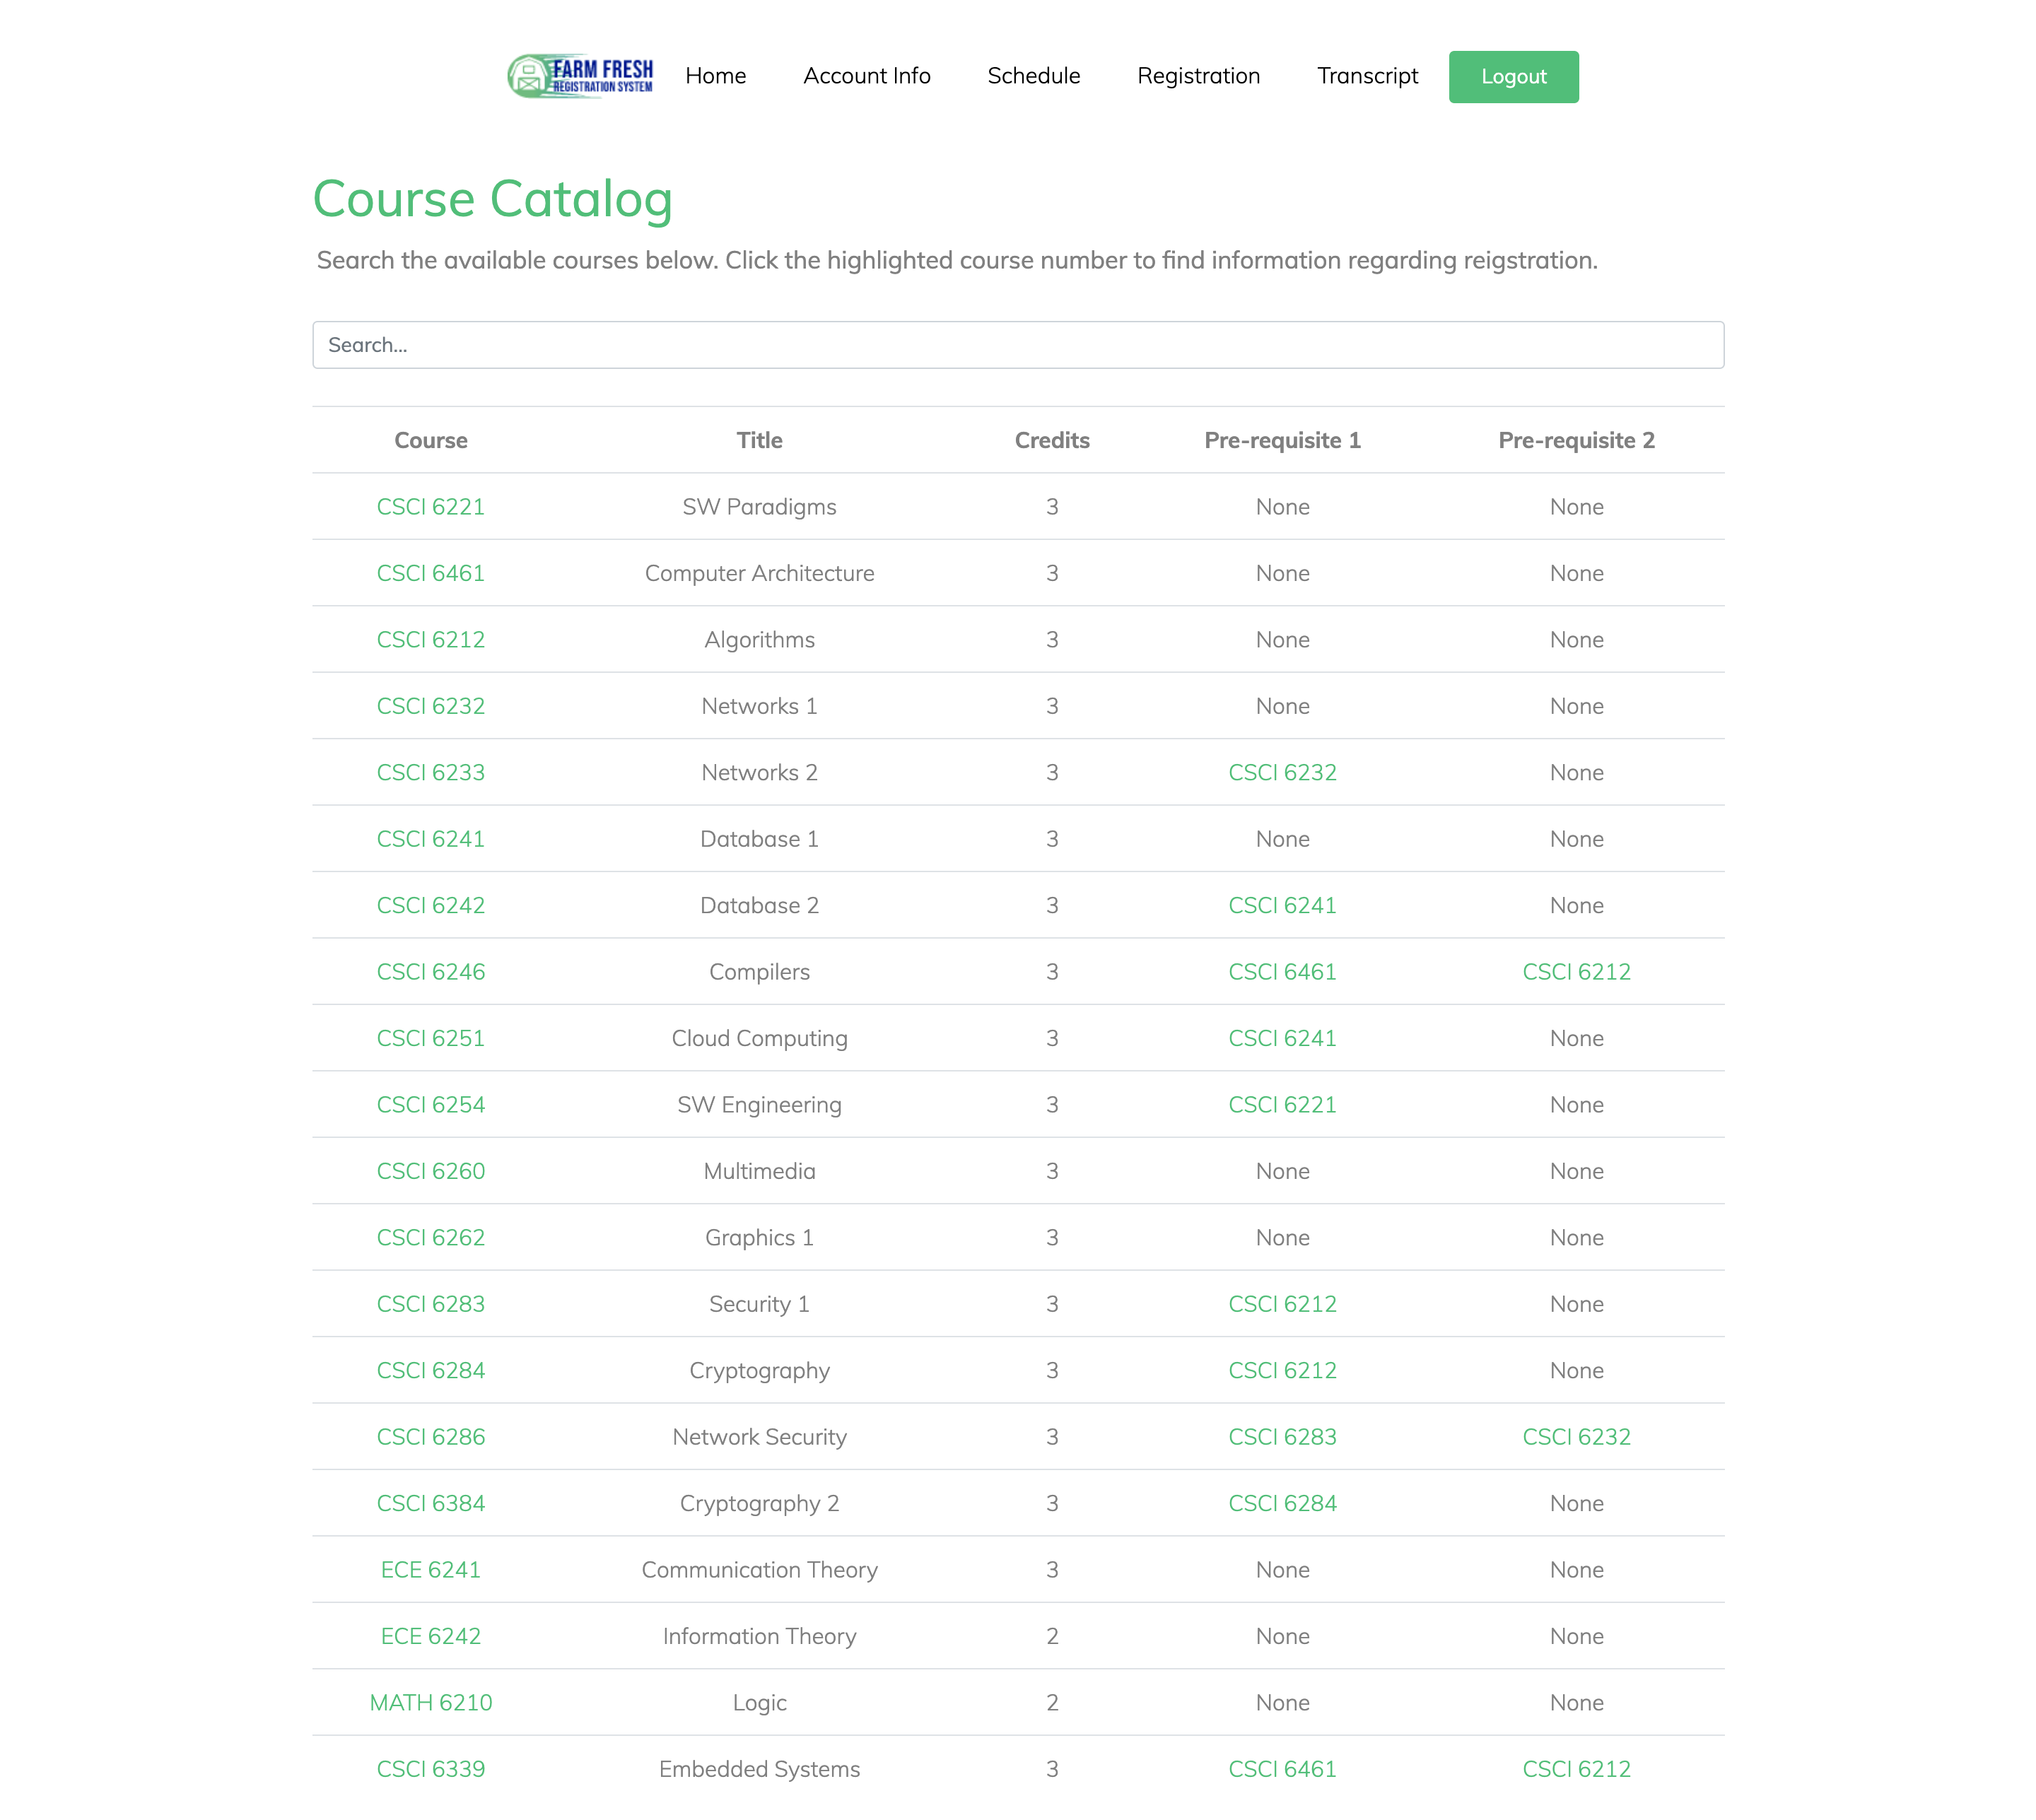 FARM FRESH
REGISTRATION SYSTEM
Home Account Info Schedule Registration Transcript Logout
Course Catalog
Search the available courses below. Click the highlighted course number to find information regarding reigstration.
Search...
Course Title Credits Pre-requisite 1 Pre-requisite 2
CSCI 6221 SW Paradigms 3 None None
CSCI 6461 Computer Architecture 3 None None
CSCI 6212 Algorithms 3 None None
CSCI 6232 Networks 1 3 None None
CSCI 6233 Networks 2 3 CSCI 6232 None
CSCI 6241 Database 1 3 None None
CSCI 6242 Database 2 3 CSCI 6241 None
CSCI 6246 Compilers 3 CSCI 6461 CSCI 6212
CSCI 6251 Cloud Computing 3 CSCI 6241 None
CSCI 6254 SW Engineering 3 CSCI 6221 None
CSCI 6260 Multimedia 3 None None
CSCI 6262 Graphics 1 3 None None
CSCI 6283 Security 1 3 CSCI 6212 None
CSCI 6284 Cryptography 3 CSCI 6212 None
CSCI 6286 Network Security 3 CSCI 6283 CSCI 6232
CSCI 6384 Cryptography 2 3 CSCI 6284 None
ECE 6241 Communication Theory 3 None None
ECE 6242 Information Theory 2 None None
MATH 6210 Logic 2 None None
CSCI 6339 Embedded Systems 3 CSCI 6461 CSCI 6212